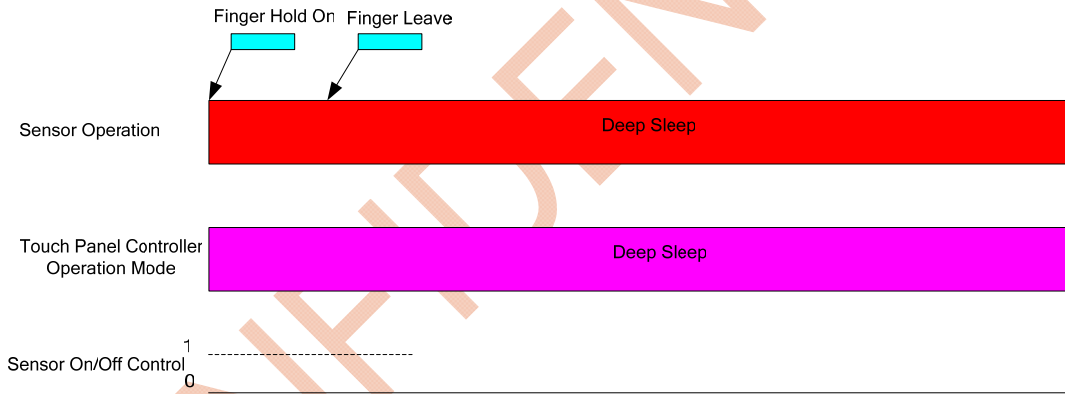 Finger Hold On
Finger Leave
Sensor Operation
Deep Sleep
Touch Panel Controller
Operation Mode
Deep Sleep
1
Sensor On/Off Control
0
NFIDEN